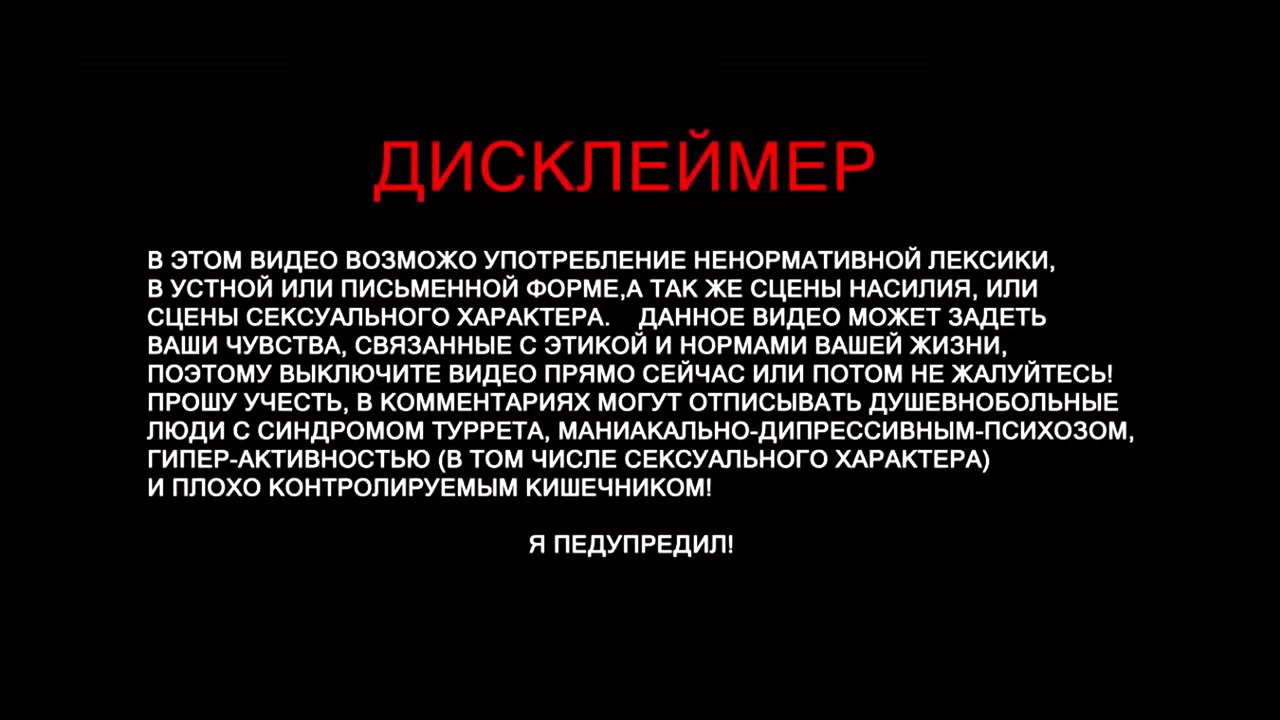 ДИСКЛЕЙМЕР
В ЭТОМ ВИДЕО ВОЗМОЖО УПОТРЕБЛЕНИЕ НЕНОРМАТИВНОЙ ЛЕКСИКИ,
В УСТНОЙ ИЛИ ПИСЬМЕННОЙ ФОРМЕ,А ТАК ЖЕ СЦЕНЫ НАСИЛИЯ, ИЛИ
СЦЕНЫ СЕКСУАЛЬНОГО ХАРАКТЕРА. ДАННОЕ ВИДЕО МОЖЕТ ЗАДЕТЬ
ВАШИ ЧУВСТВА, СВЯЗАННЫЕ С ЭТИКОЙ И НОРМАМИ ВАШЕЙ ЖИЗНИ,
ПОЭТОМУ ВЫКЛЮЧИТЕ ВИДЕО ПРЯМО СЕЙЧАС ИЛИ ПОТОМ НЕ ЖАЛУЙТЕСЬ!
ПРОШУ УЧЕСТЬ, В КОММЕНТАРИЯХ МОГУТ ОТПИСЫВАТЬ ДУШЕВНОБОЛЬНЫЕ
ЛЮДИ С СИНДРОМОМ ТУРРЕТА, МАНИАКАЛЬНО-ДИПРЕССИВНЫМ-ПСИХОЗОМ,
ГИПЕР-АКТИВНОСТЬЮ (В ТОМ ЧИСЛЕ СЕКСУАЛЬНОГО ХАРАКТЕРА)
И ПЛОХО КОНТРОЛИРУЕМЫМ КИШЕЧНИКОМ!
Я ПЕДУПРЕДИЛ!